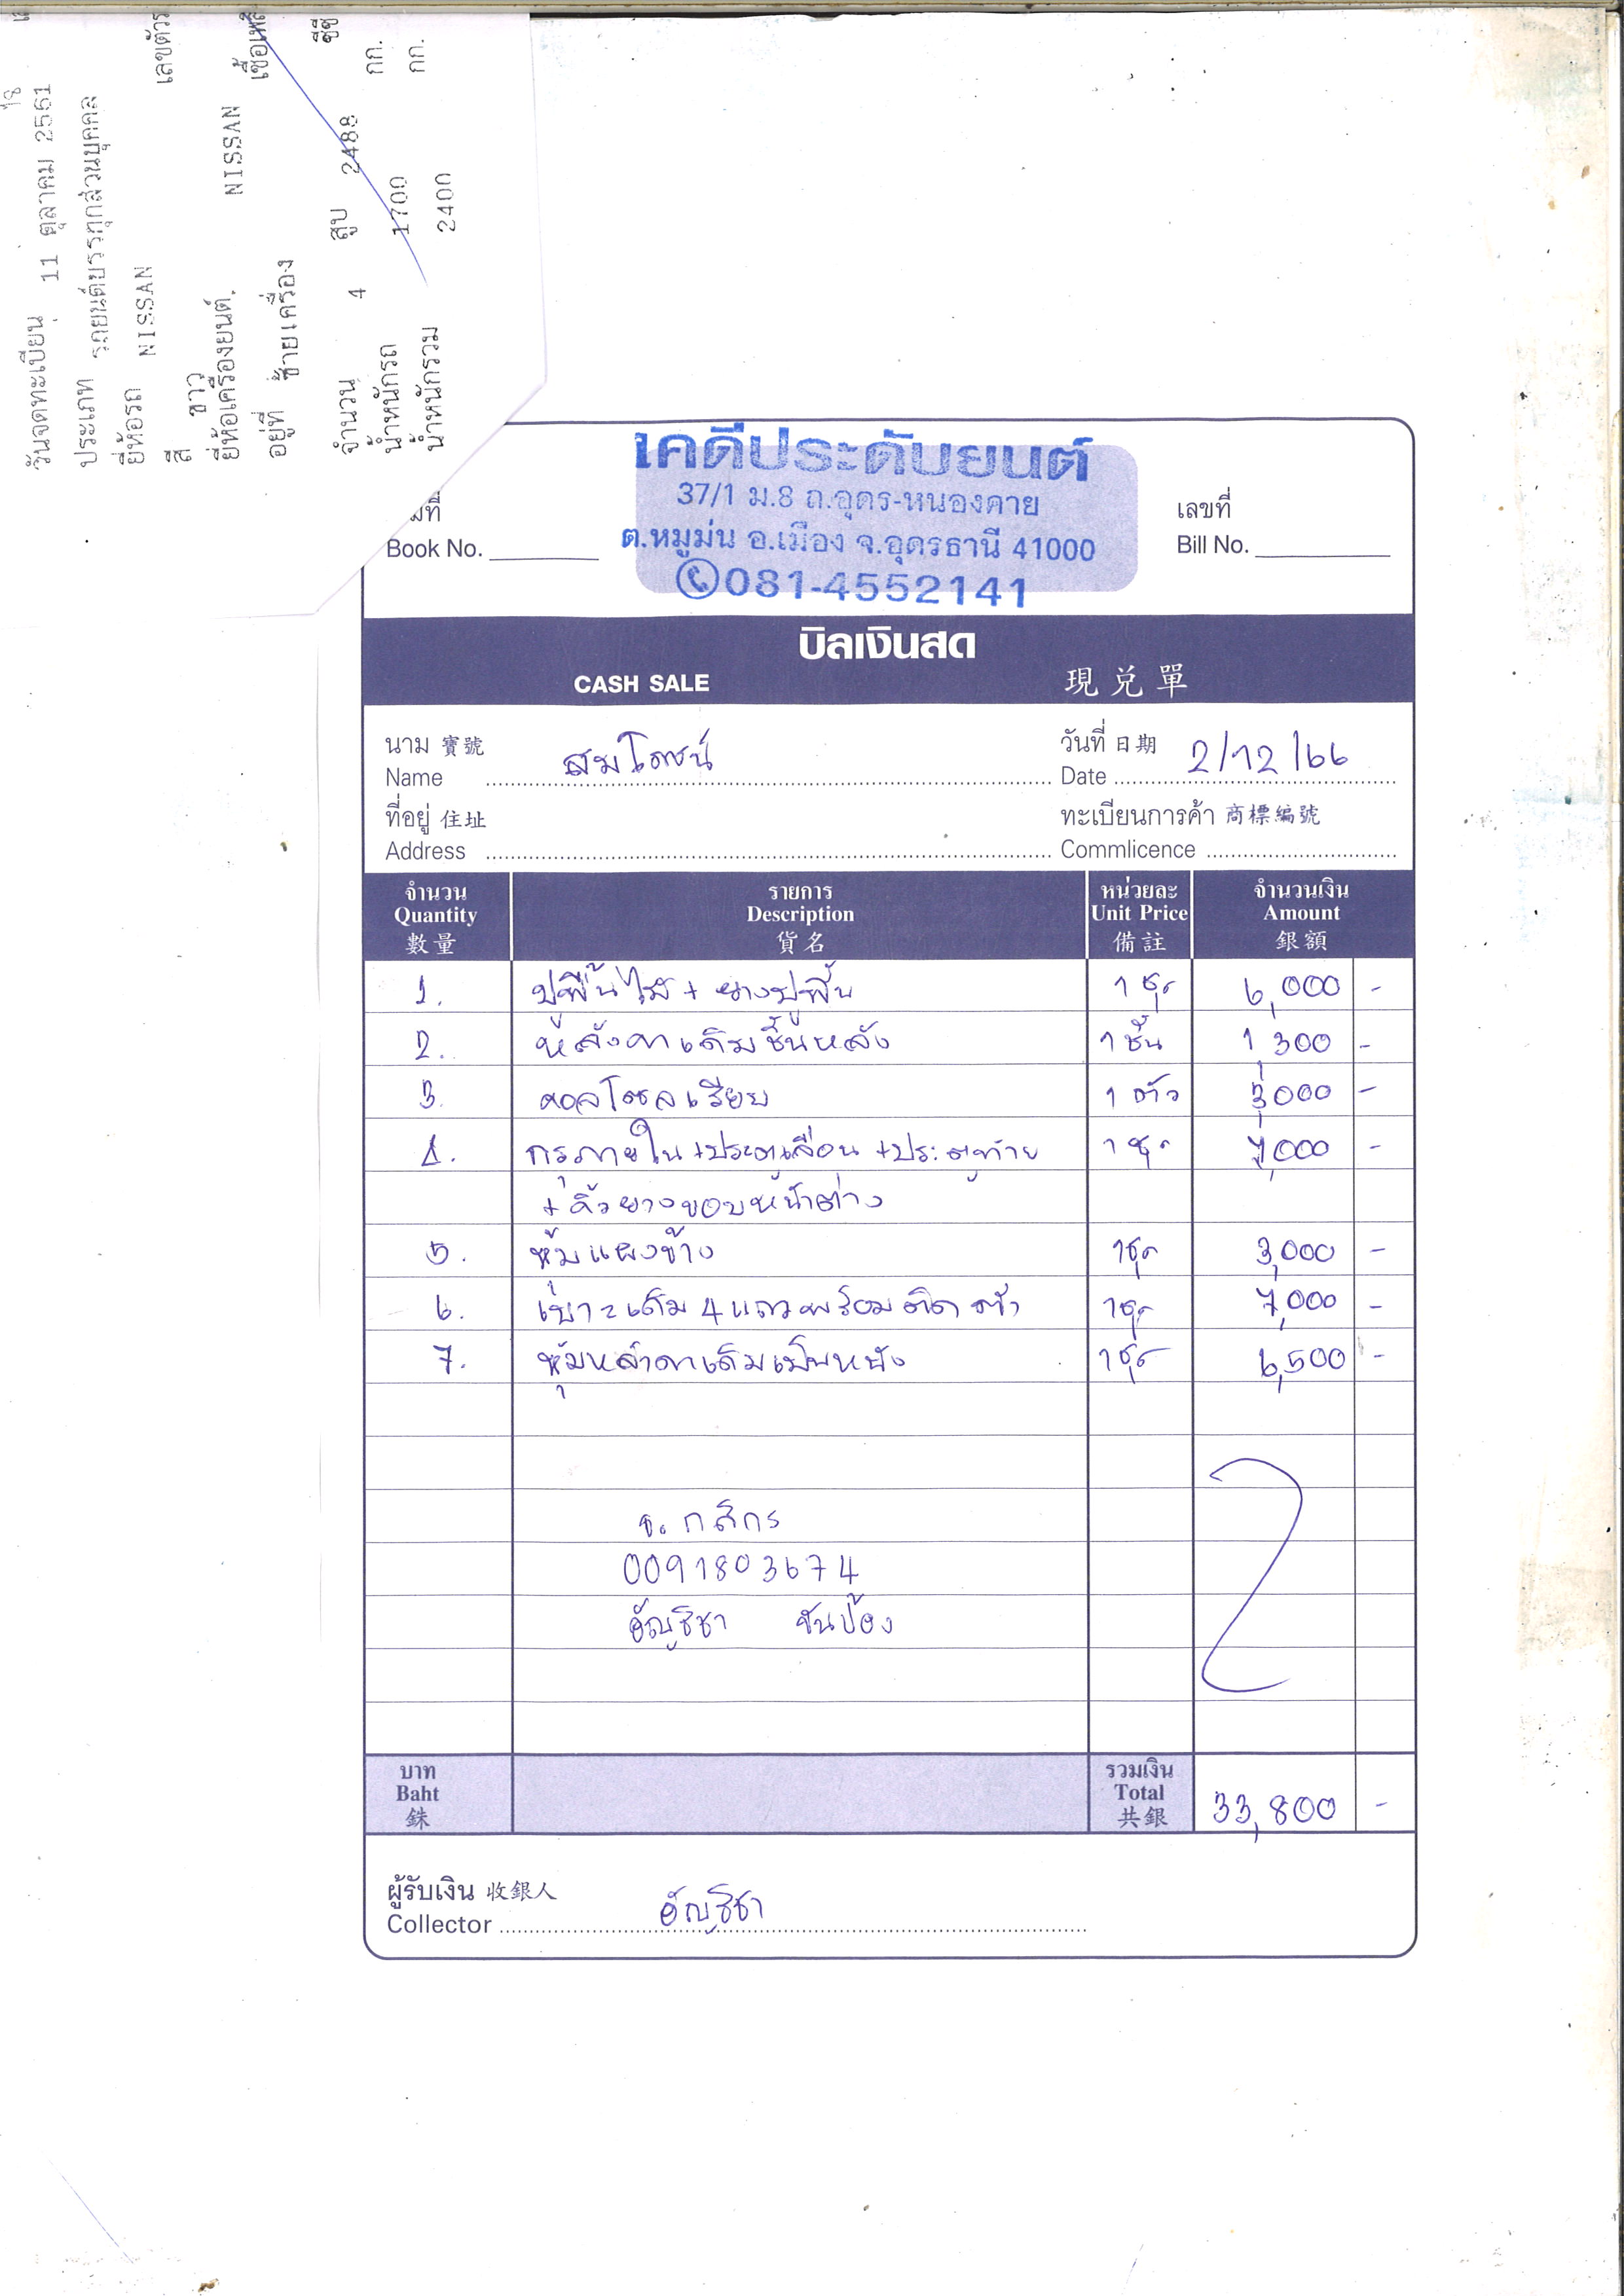 วันจดทะเบียน 11 ตุลาคม 2551
ประเภท รถยนต์บรรทุกส่วนบุคคล
ยี่ห้อรถ NISSAN เลขตัวร
สี ขาว
ยี่ห้อเครื่องยนต์ NISSAN
อยู่ที่ ซ้ายเครื่อง เชื้อเพลิ
จำนวน 4 สูบ 2488 ซีซี
น้ำหนักรถ 1700 กก.
น้ำหนักรวม 2400 กก.
เคดีประดับยนต์
37/1 ม.8 ถ.อุดร-หนองคาย
ต.หมูม่น อ.เมือง จ.อุดรธานี 41000
081-4552141
มที่ เลขที่
Book No. Bill No.
บิลเงินสด
CASH SALE 現兑單
นาม 寶號 สมโภชน์ วันที่ 日期 2/12/66
Name Date
ที่อยู่ 住址 ทะเบียนการค้า 商標編號
Address Commlicence
จำนวน รายการ หน่วยละ จำนวนเงิน
Quantity Description Unit Price Amount
數量 貨名 備註 銀額
1. ปูพื้นไม้ + ยางปูพื้น 1 ชุด 6,000 -
2. หลังคาเดิมชิ้นหลัง 1 ชิ้น 1,300 -
3. คอลโซลเรียบ 1 ตัว 3,000 -
4. กรุภายใน +ประตูเลื่อน +ประตูท้าย 1 ชุด 7,000 -
+ คิ้วยางขอบหน้าต่าง
5. หุ้มแผงข้าง 1ชุด 3,000 -
6. เบาะเดิม 4 แถวพร้อมติดตั้ง 1ชุด 7,000 -
7. หุ้มหลังคาเดิมเป็นหนัง 1ชุด 6,500 -
ธ. กสิกร
0091803674
อัญชิชา ขันป้อง
บาท รวมเงิน
Baht Total 33,800 -
銖 共銀
ผู้รับเงิน 收銀人 อัญชิชา
Collector